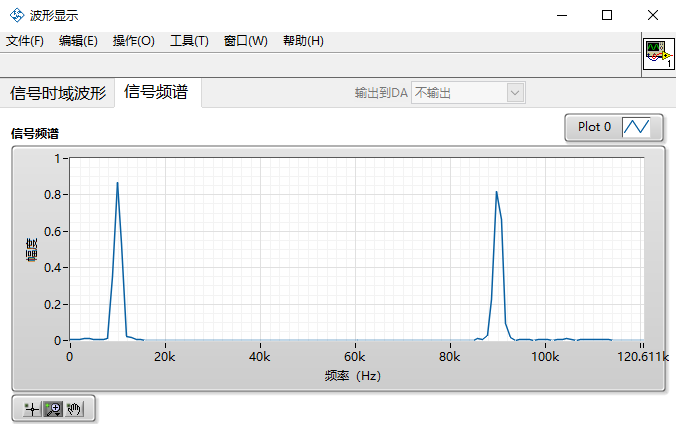 波形显示
文件(F) 编辑(E) 操作(O) 工具(T) 窗口(W) 帮助(H)
1
信号时域波形 信号频谱 输出到DA 不输出
信号频谱
Plot 0
1
0.8
0.6
0.4
0.2
0
幅度
0 20k 40k 60k 80k 100k 120.611k
频率（Hz）